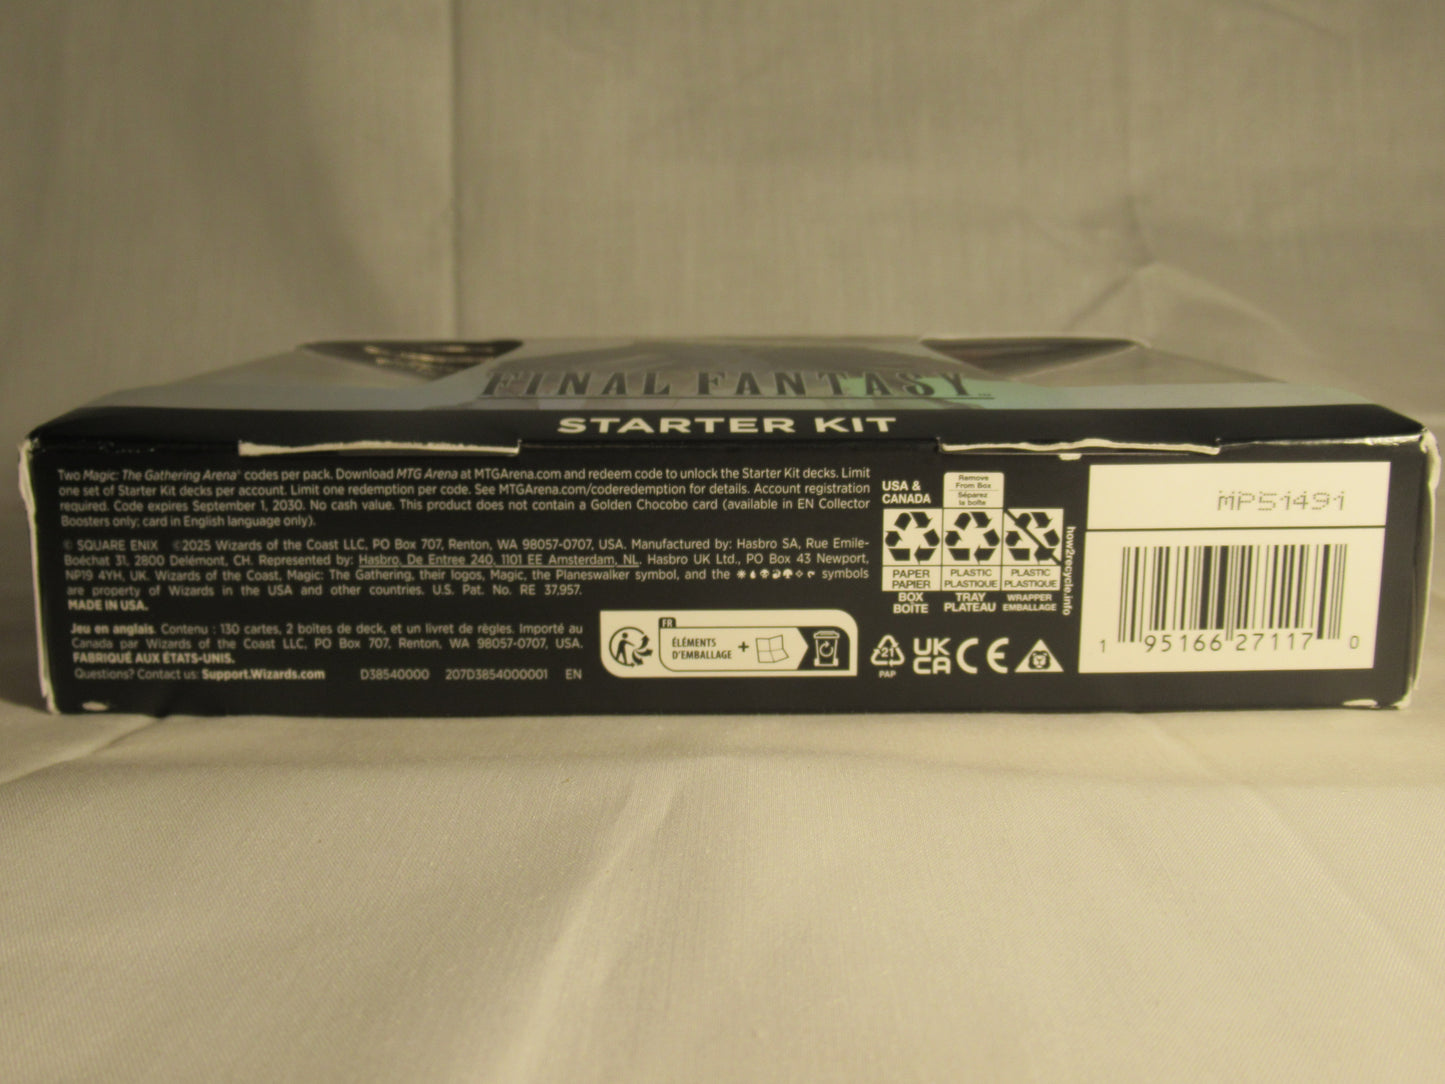 FINAL FANTASY
STARTER KIT
Two Magic: The Gathering Arena® codes per pack. Download MTG Arena at MTGArena.com and redeem code to unlock the Starter Kit decks. Limit
one set of Starter Kit decks per account. Limit one redemption per code. See MTGArena.com/coderedemption for details. Account registration
required. Code expires September 1, 2030. No cash value. This product does not contain a Golden Chocobo card (available in EN Collector
Boosters only; card in English language only).
© SQUARE ENIX ©2025 Wizards of the Coast LLC, PO Box 707, Renton, WA 98057-0707, USA. Manufactured by: Hasbro SA, Rue Emile-
Boéchat 31, 2800 Delémont, CH. Represented by: Hasbro, De Entree 240, 1101 EE Amsterdam, NL. Hasbro UK Ltd., PO Box 43 Newport,
NP19 4YH, UK. Wizards of the Coast, Magic: The Gathering, their logos, Magic, the Planeswalker symbol, and the symbols
are property of Wizards in the USA and other countries. U.S. Pat. No. RE 37,957.
MADE IN USA.
Jeu en anglais. Contenu : 130 cartes, 2 boîtes de deck, et un livret de règles. Importé au
Canada par Wizards of the Coast LLC, PO Box 707, Renton, WA 98057-0707, USA.
FABRIQUÉ AUX ÉTATS-UNIS.
Questions? Contact us: Support.Wizards.com D38540000 207D3854000001 EN
FR
ÉLÉMENTS
D'EMBALLAGE +
USA &
CANADA
Remove
From Box
Séparez
la boîte
PAPER
PAPIER
BOX
BOÎTE
PLASTIC
PLASTIQUE
TRAY
PLATEAU
PLASTIC
PLASTIQUE
WRAPPER
EMBALLAGE
how2recycle.info
21
PAP
UK
CA
CE
MP51491
1 95166 27117 0